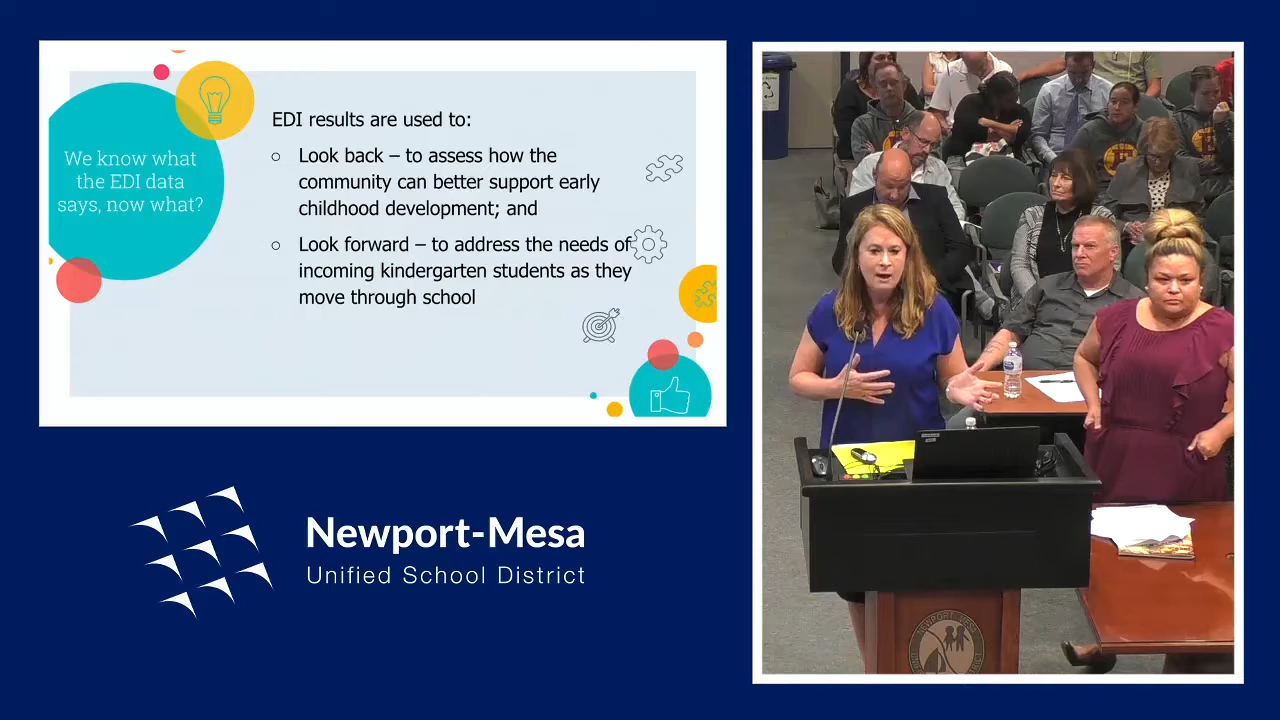 We know what
the EDI data
says, now what?
EDI results are used to:
Look back – to assess how the
community can better support early
childhood development; and
Look forward – to address the needs of
incoming kindergarten students as they
move through school
Newport-Mesa
Unified School District
NEWPORT-MESA